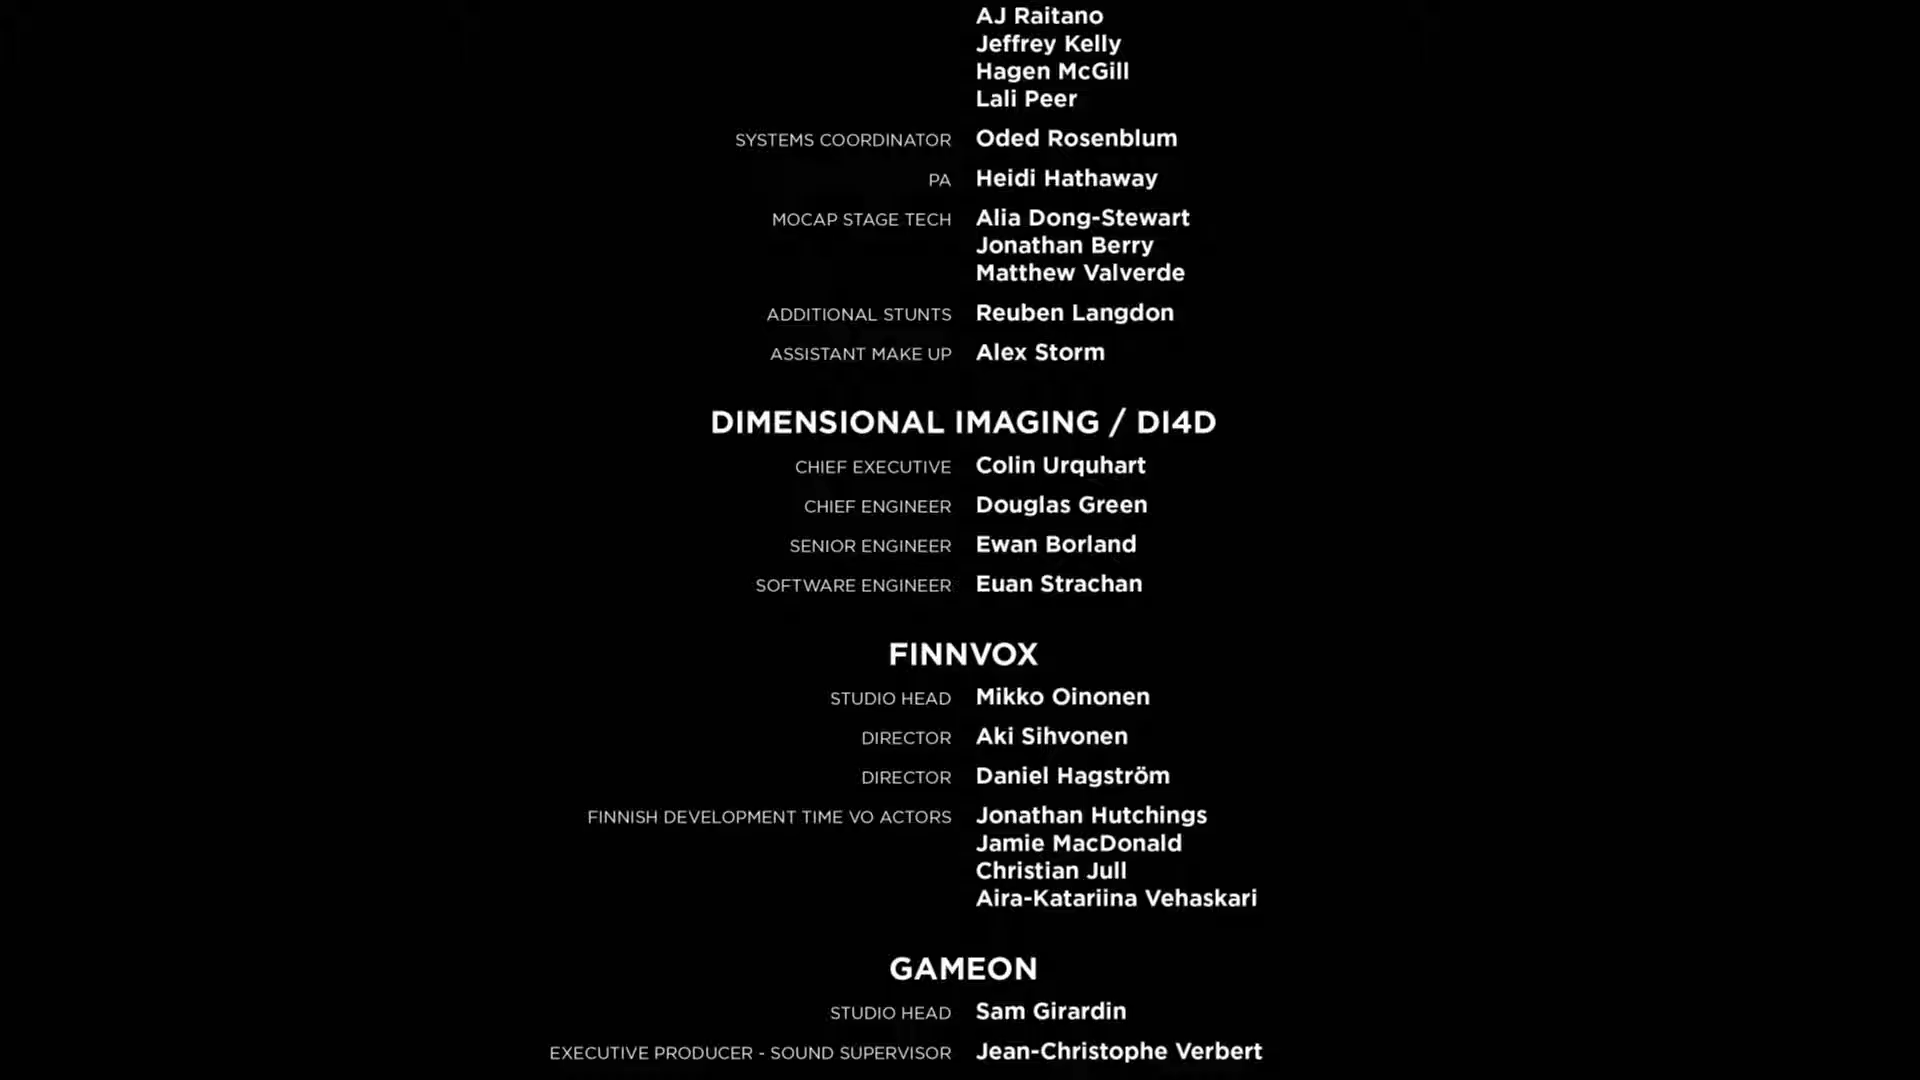 AJ Raitano
Jeffrey Kelly
Hagen McGill
Lali Peer
SYSTEMS COORDINATOR Oded Rosenblum
PA Heidi Hathaway
MOCAP STAGE TECH Alia Dong-Stewart
Jonathan Berry
Matthew Valverde
ADDITIONAL STUNTS Reuben Langdon
ASSISTANT MAKE UP Alex Storm
DIMENSIONAL IMAGING / DI4D
CHIEF EXECUTIVE Colin Urquhart
CHIEF ENGINEER Douglas Green
SENIOR ENGINEER Ewan Borland
SOFTWARE ENGINEER Euan Strachan
FINNVOX
STUDIO HEAD Mikko Oinonen
DIRECTOR Aki Sihvonen
DIRECTOR Daniel Hagström
FINNISH DEVELOPMENT TIME VO ACTORS Jonathan Hutchings
Jamie MacDonald
Christian Jull
Aira-Katariina Vehaskari
GAMEON
STUDIO HEAD Sam Girardin
EXECUTIVE PRODUCER - SOUND SUPERVISOR Jean-Christophe Verbert